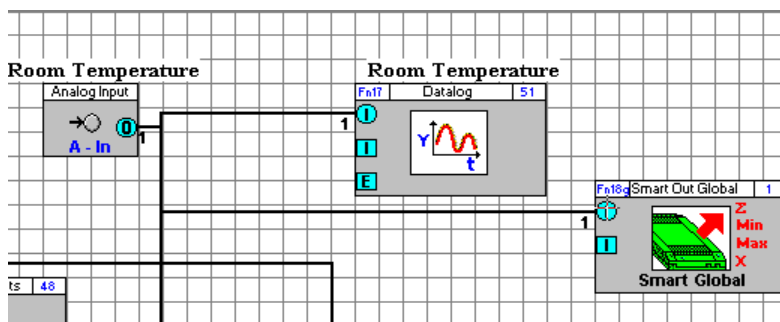 Room Temperature
Analog Input
O
A - In
1
Room Temperature
Fn17 Datalog 51
I
1
Y
t
I
E
Fn18g Smart Out Global 1
1
I
Z
Min
Max
X
Smart Global
ts 48